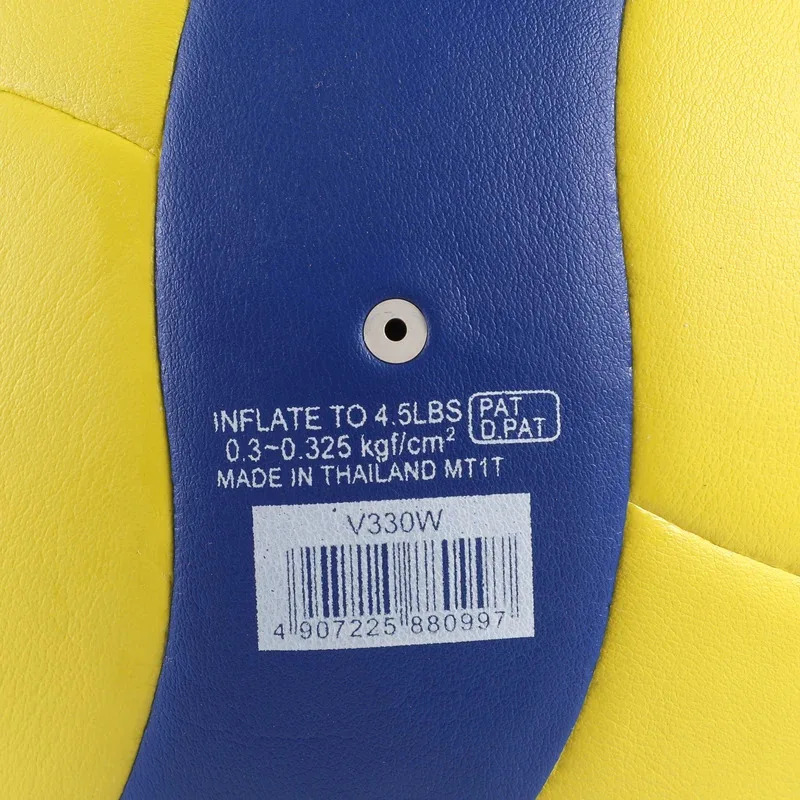 INFLATE TO 4.5LBS
0.3~0.325 kgf/cm²
MADE IN THAILAND MT1T
PAT
D.PAT
V330W
4 907225 880997